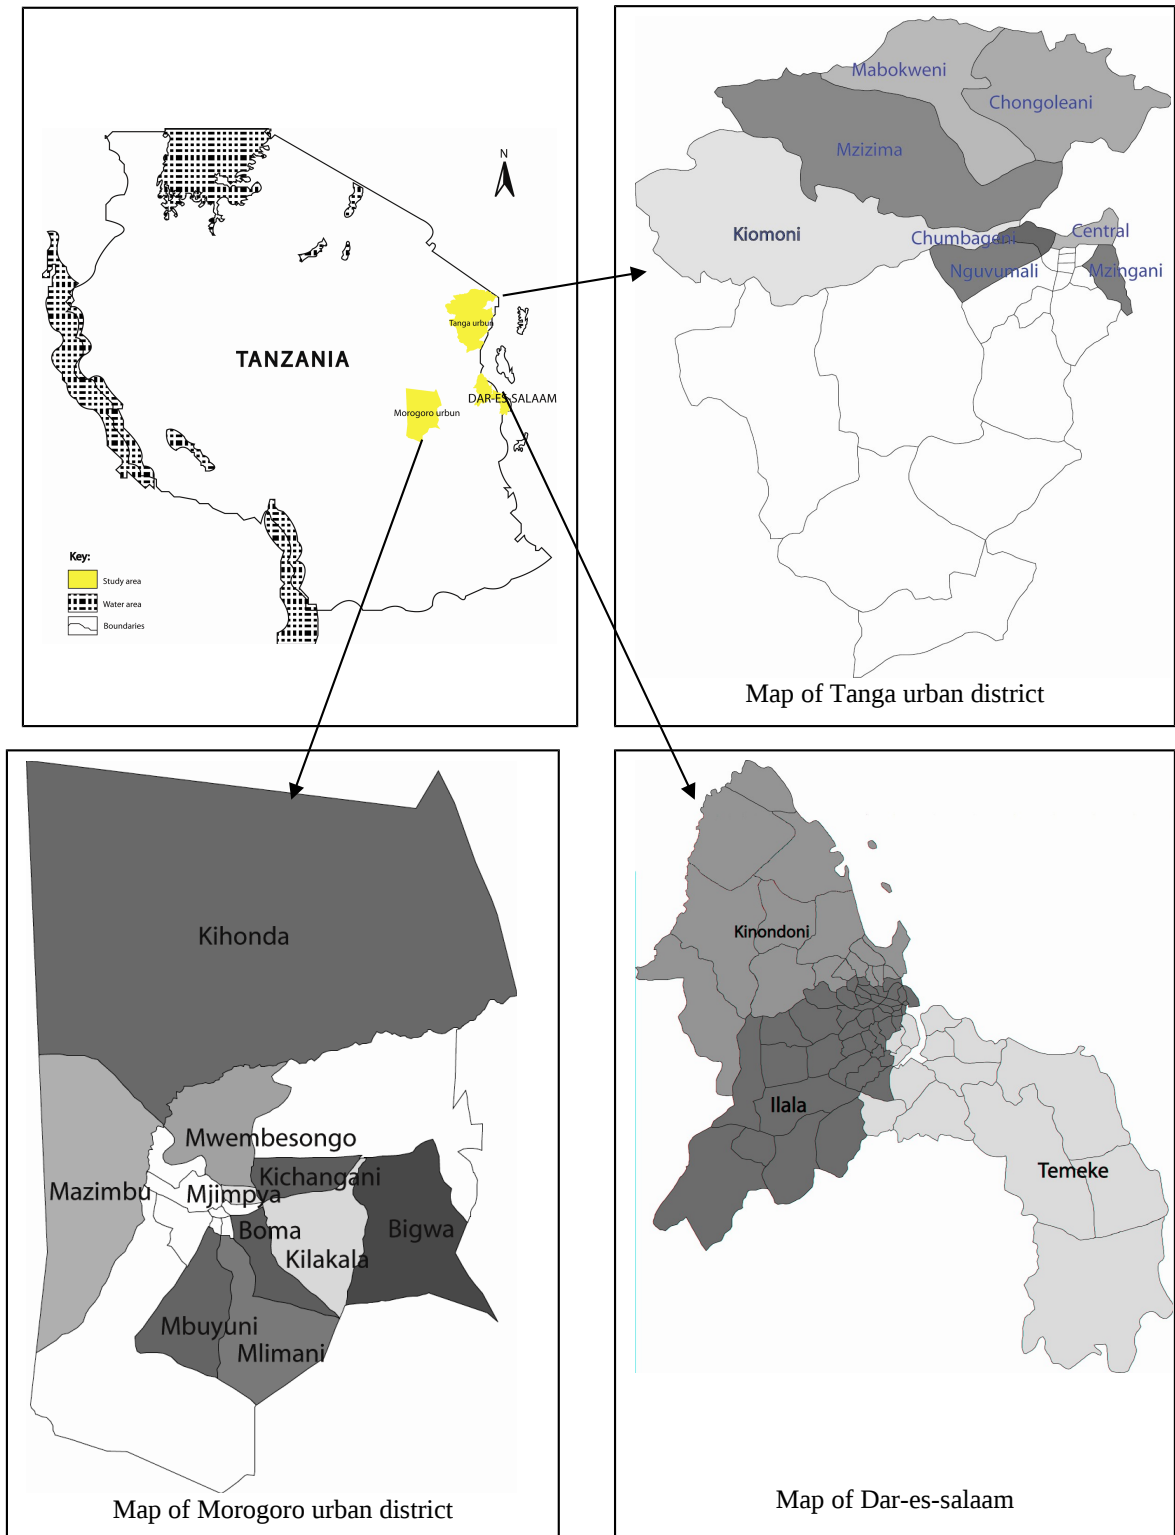 N
Tanga urbun
TANZANIA
DAR-ES-SALAAM
Morogoro urbun
Key:
Study area
Water area
Boundaries
Mabokweni
Chongoleani
Mzizima
Kiomoni
Chumbageni
Central
Nguvumali
Mzingani
Map of Tanga urban district
Kihonda
Mwembesongo
Kichangani
Mazimbu
Mjimpya
Boma
Bigwa
Kilakala
Mbuyuni
Mlimani
Map of Morogoro urban district
Kinondoni
Ilala
Temeke
Map of Dar-es-salaam